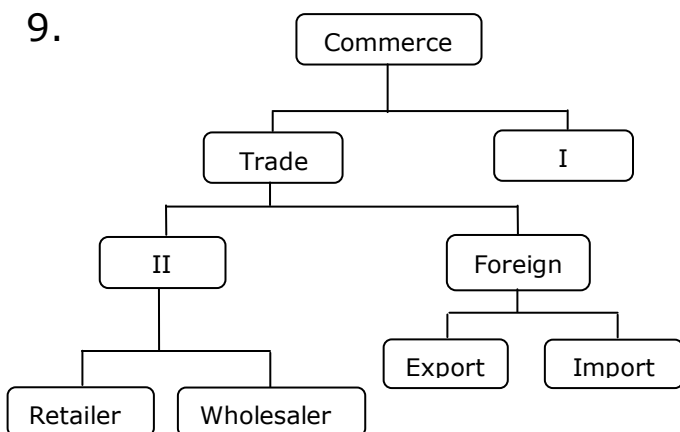 9.
Commerce
Trade
I
II
Foreign
Export
Import
Retailer
Wholesaler